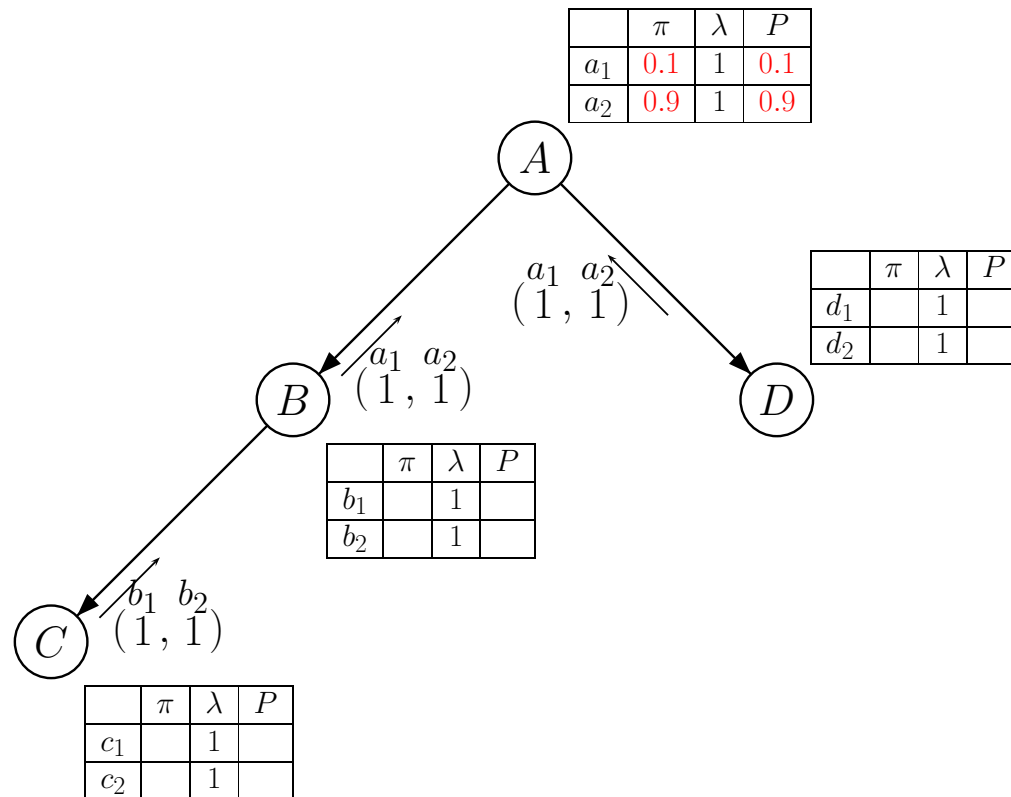 π λ P
a₁ 0.1 1 0.1
a₂ 0.9 1 0.9
A
a₁ a₂
(1, 1)
π λ P
d₁ 1
d₂ 1
D
a₁ a₂
(1, 1)
B
π λ P
b₁ 1
b₂ 1
b₁ b₂
(1, 1)
C
π λ P
c₁ 1
c₂ 1